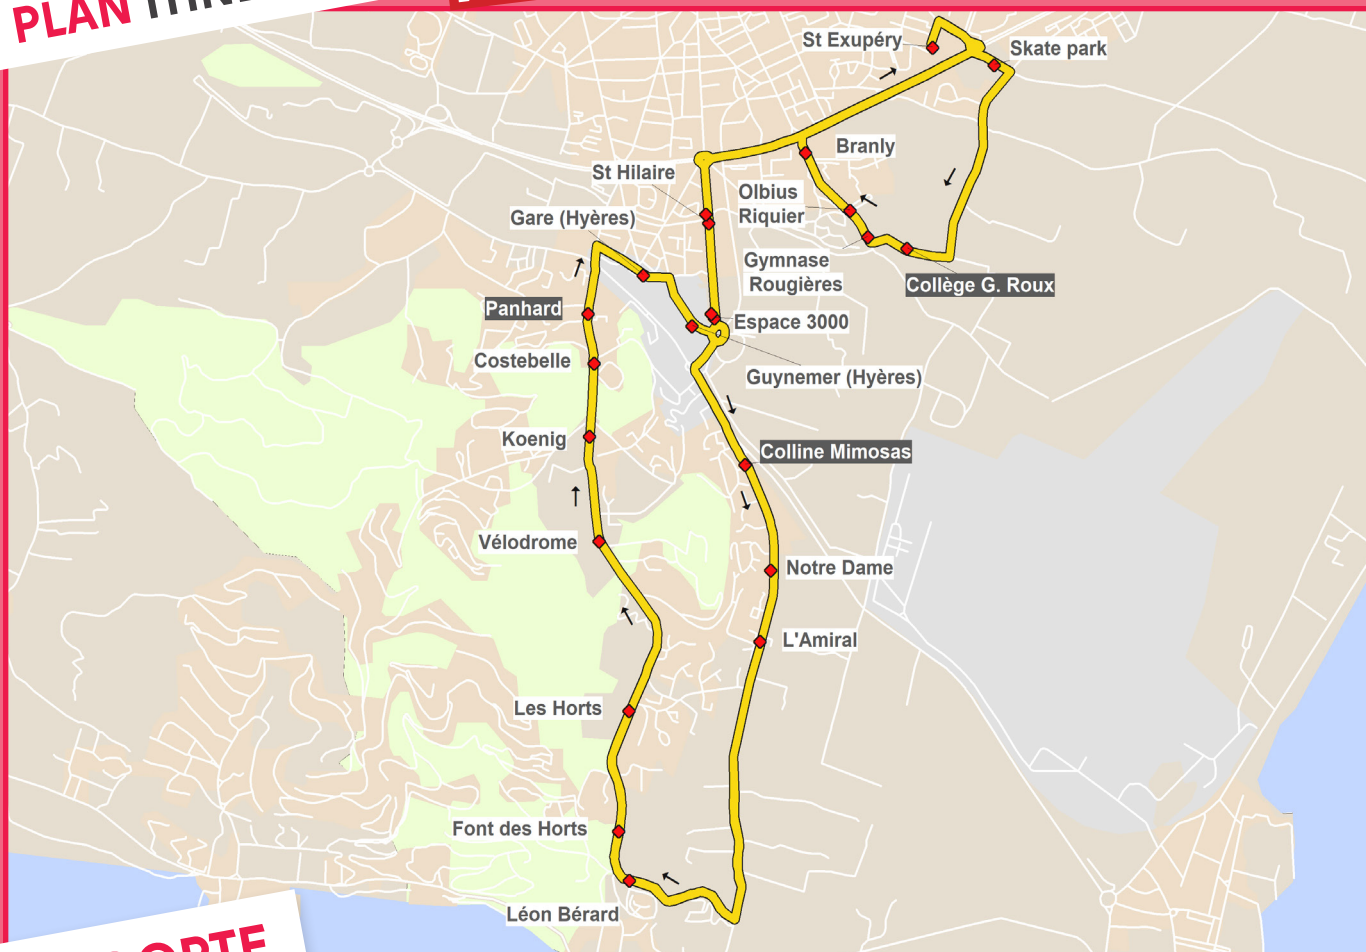 PLAN
St Exupéry
Skate park
Branly
St Hilaire
Olbius
Riquier
Gare (Hyères)
Gymnase
Rougières
Collège G. Roux
Panhard
Espace 3000
Costebelle
Guynemer (Hyères)
Koenig
Colline Mimosas
Vélodrome
Notre Dame
L'Amiral
Les Horts
Font des Horts
Léon Bérard